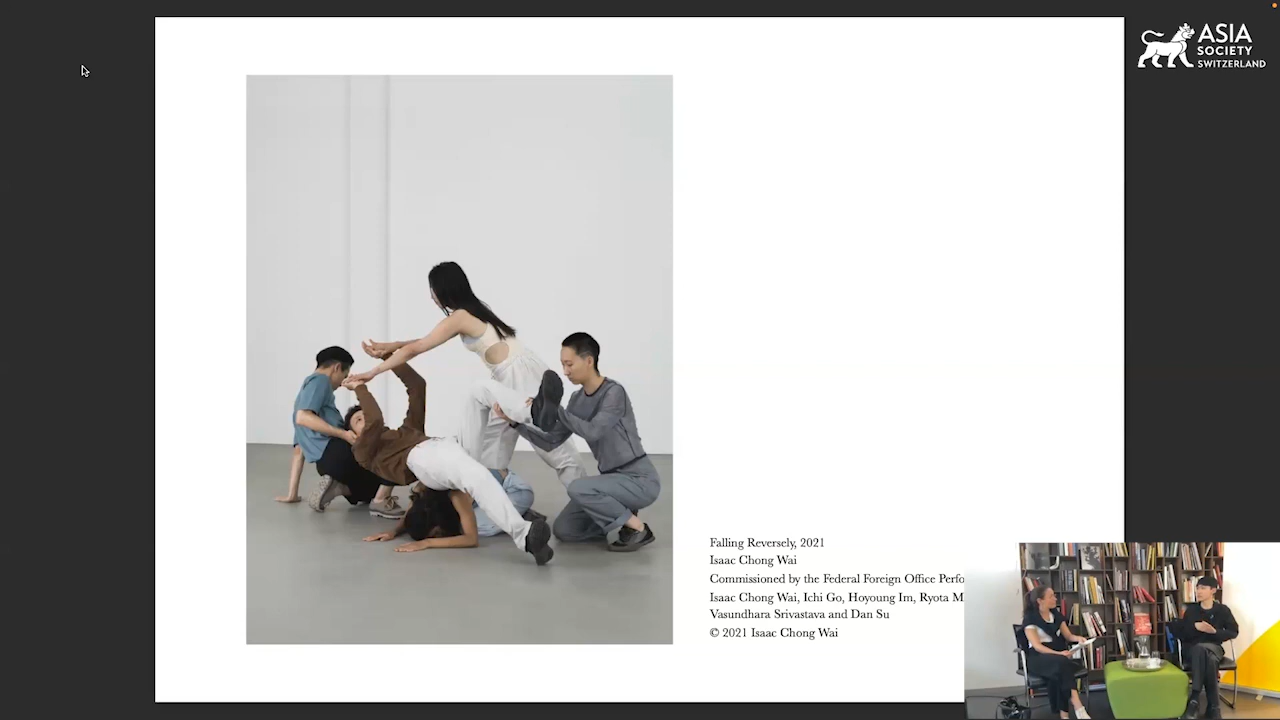 ASIA
SOCIETY
SWITZERLAND
Falling Reversely, 2021
Isaac Chong Wai
Commissioned by the Federal Foreign Office Perfo
Isaac Chong Wai, Ichi Go, Hoyoung Im, Ryota M
Vasundhara Srivastava and Dan Su
© 2021 Isaac Chong Wai